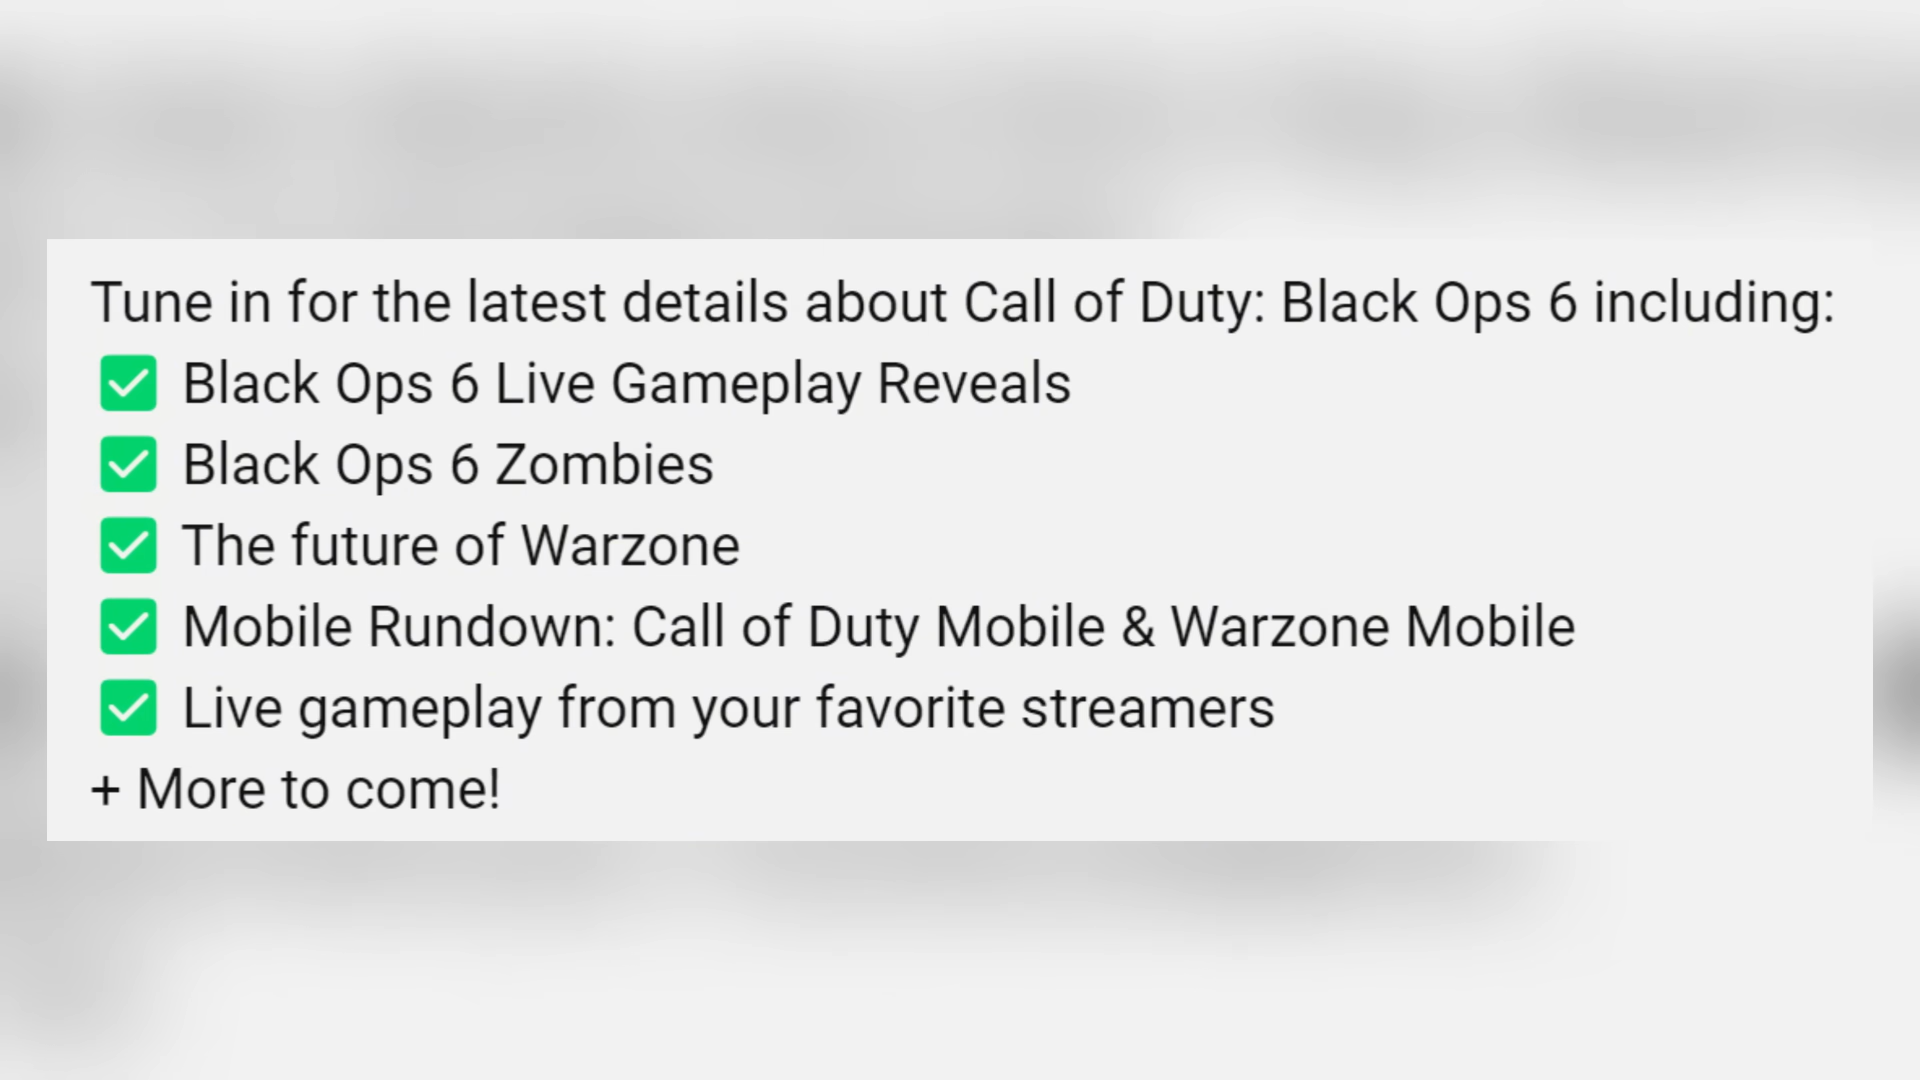 Tune in for the latest details about Call of Duty: Black Ops 6 including:
✅ Black Ops 6 Live Gameplay Reveals
✅ Black Ops 6 Zombies
✅ The future of Warzone
✅ Mobile Rundown: Call of Duty Mobile & Warzone Mobile
✅ Live gameplay from your favorite streamers
+ More to come!